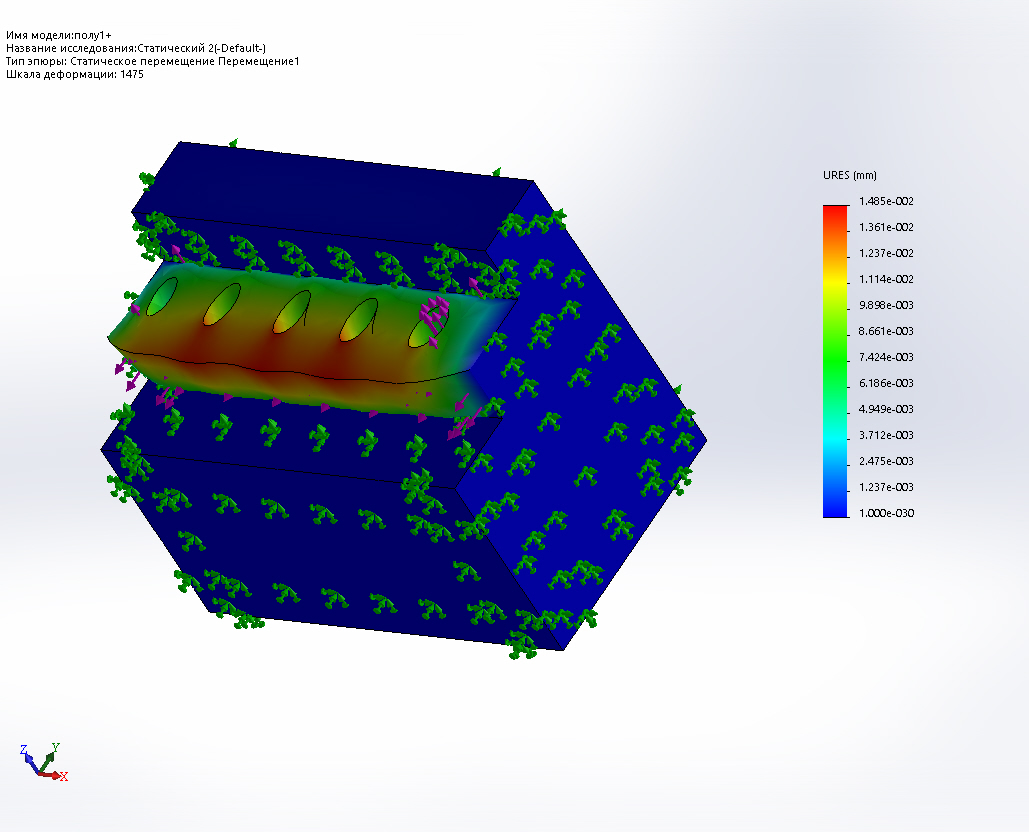 Имя модели:полу1+
Название исследования:Статический 2(-Default-)
Тип эпюры: Статическое перемещение Перемещение1
Шкала деформации: 1475
URES (mm)
1.485e-002
1.361e-002
1.237e-002
1.114e-002
9.898e-003
8.661e-003
7.424e-003
6.186e-003
4.949e-003
3.712e-003
2.475e-003
1.237e-003
1.000e-030
Z
Y
X